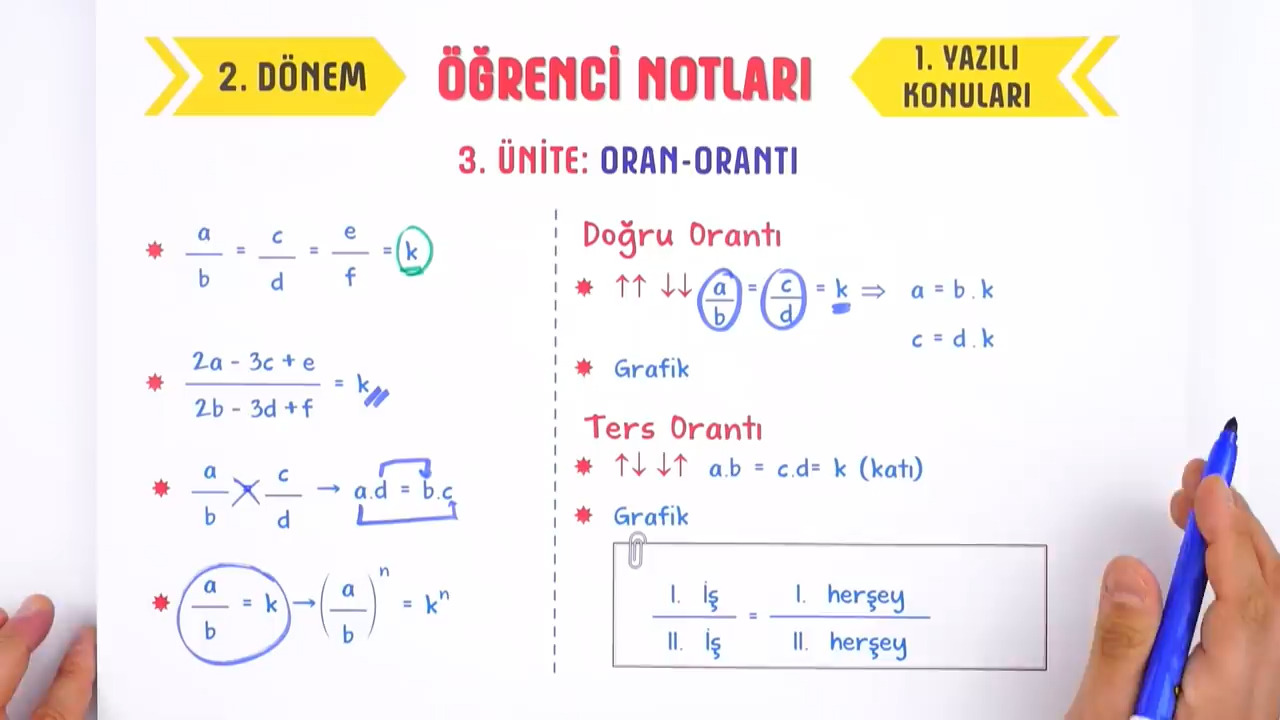 2. DÖNEM
ÖĞRENCİ NOTLARI
1. YAZILI
KONULARI
3. ÜNİTE: ORAN-ORANTI
a/b = c/d = e/f = k
(2a - 3c + e)/(2b - 3d + f) = k
a/b × c/d → a.d = b.c
a/b = k → (a/b)^n = k^n
Doğru Orantı
↑↑ ↓↓ a/b = c/d = k ⇒ a = b.k
c = d.k
Grafik
Ters Orantı
↑↓ ↓↑ a.b = c.d= k (katı)
Grafik
I. İş / II. İş = I. herşey / II. herşey